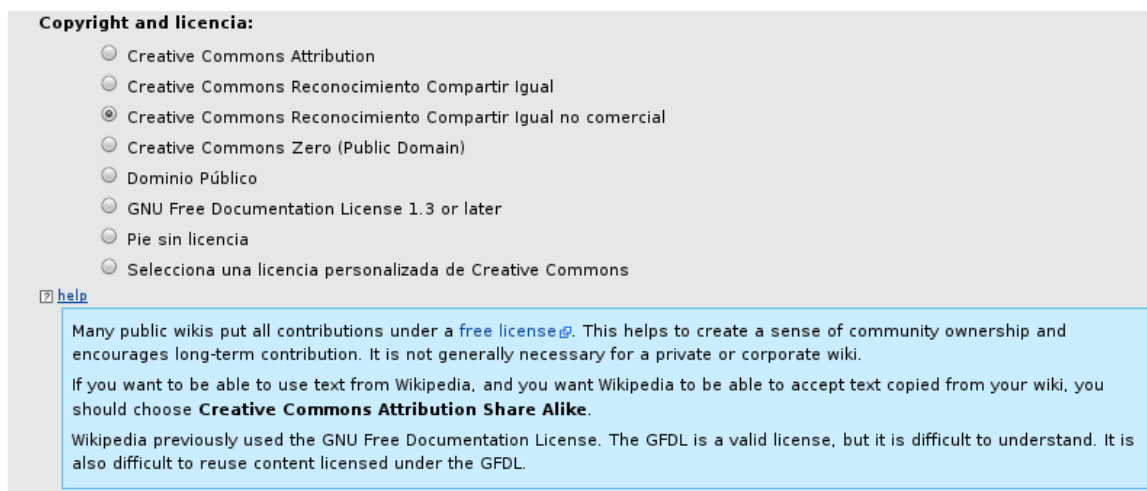 Copyright and licencia:
Creative Commons Attribution
Creative Commons Reconocimiento Compartir Igual
Creative Commons Reconocimiento Compartir Igual no comercial
Creative Commons Zero (Public Domain)
Dominio Público
GNU Free Documentation License 1.3 or later
Pie sin licencia
Selecciona una licencia personalizada de Creative Commons
? help
Many public wikis put all contributions under a free license. This helps to create a sense of community ownership and
encourages long-term contribution. It is not generally necessary for a private or corporate wiki.
If you want to be able to use text from Wikipedia, and you want Wikipedia to be able to accept text copied from your wiki, you
should choose Creative Commons Attribution Share Alike.
Wikipedia previously used the GNU Free Documentation License. The GFDL is a valid license, but it is difficult to understand. It is
also difficult to reuse content licensed under the GFDL.